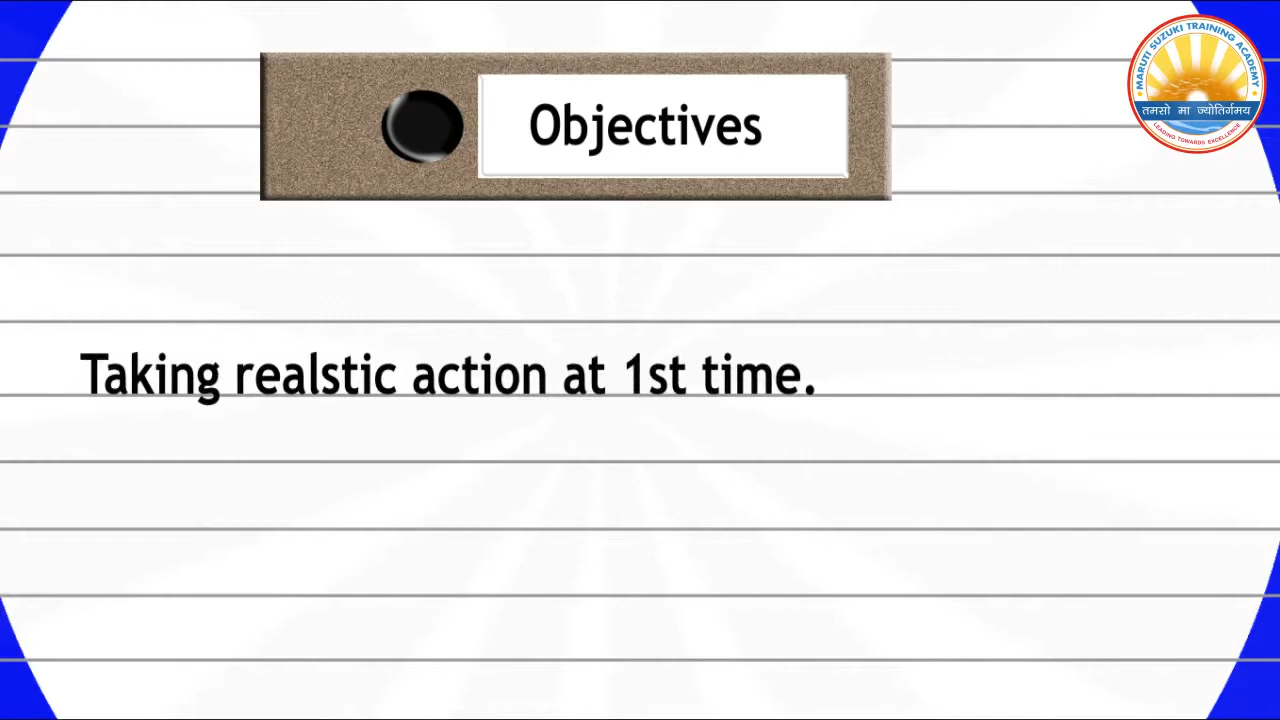 Objectives
MARUTI SUZUKI TRAINING ACADEMY
तमसो मा ज्योतिर्गमय
LEADING TOWARDS EXCELLENCE
Taking realstic action at 1st time.